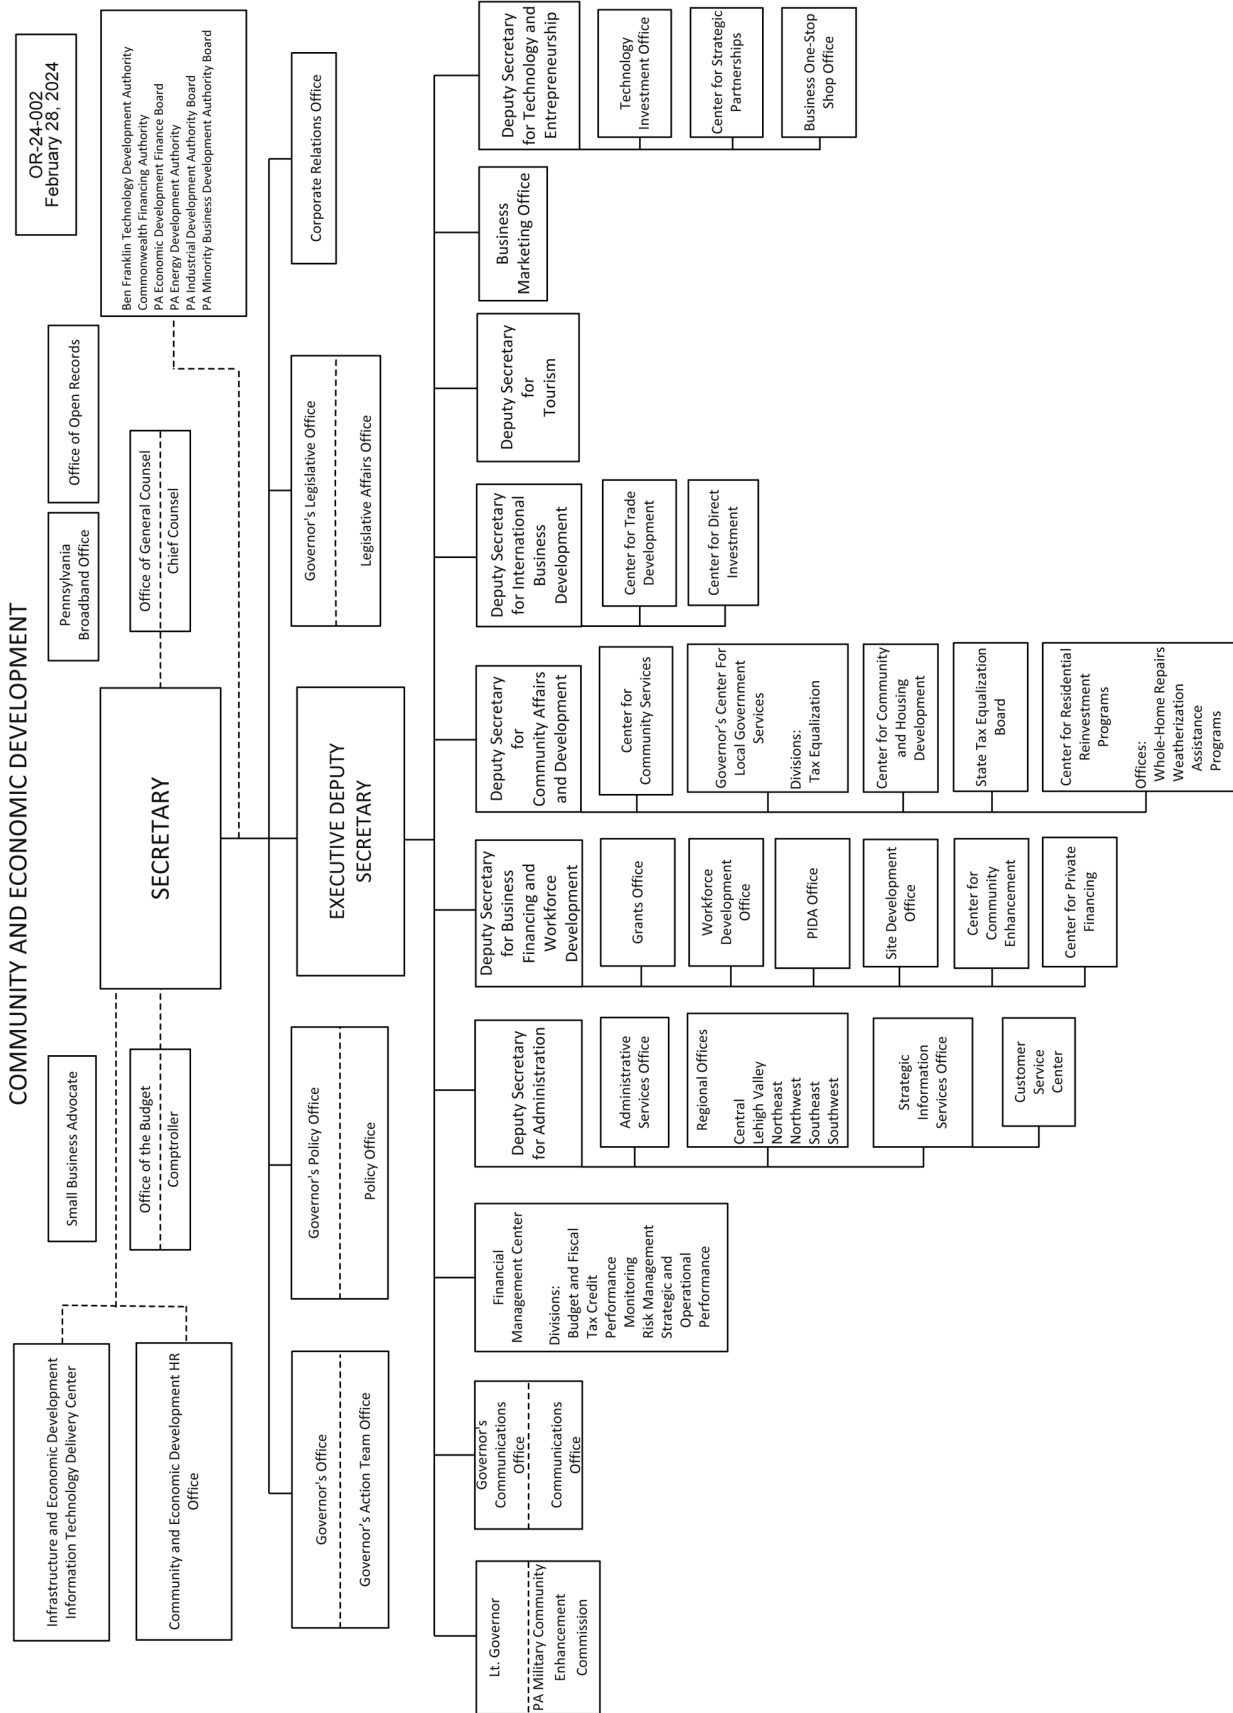 COMMUNITY AND ECONOMIC DEVELOPMENT
OR-24-002
February 28, 2024
Infrastructure and Economic Development
Information Technology Delivery Center
Community and Economic Development HR
Office
Small Business Advocate
Office of the Budget
Comptroller
SECRETARY
Pennsylvania
Broadband Office
Office of Open Records
Office of General Counsel
Chief Counsel
Ben Franklin Technology Development Authority
Commonwealth Financing Authority
PA Economic Development Finance Board
PA Energy Development Authority
PA Industrial Development Authority Board
PA Minority Business Development Authority Board
Governor's Office
Governor's Action Team Office
Governor's Policy Office
Policy Office
EXECUTIVE DEPUTY
SECRETARY
Governor's Legislative Office
Legislative Affairs Office
Corporate Relations Office
Lt. Governor
PA Military Community
Enhancement
Commission
Governor's
Communications
Office
Communications
Office
Financial
Management Center
Divisions:
Budget and Fiscal
Tax Credit
Performance
Monitoring
Risk Management
Strategic and
Operational
Performance
Deputy Secretary
for Administration
Administrative
Services Office
Regional Offices
Central
Lehigh Valley
Northeast
Northwest
Southeast
Southwest
Strategic
Information
Services Office
Customer
Service
Center
Deputy Secretary
for Business
Financing and
Workforce
Development
Grants Office
Workforce
Development
Office
PIDA Office
Site Development
Office
Center for
Community
Enhancement
Center for Private
Financing
Deputy Secretary
for
Community Affairs
and Development
Center for
Community Services
Governor's Center For
Local Government
Services
Divisions:
Tax Equalization
Center for Community
and Housing
Development
State Tax Equalization
Board
Center for Residential
Reinvestment
Programs
Offices:
Whole-Home Repairs
Weatherization
Assistance
Programs
Deputy Secretary
for International
Business
Development
Center for Trade
Development
Center for Direct
Investment
Deputy Secretary
for
Tourism
Business
Marketing Office
Deputy Secretary
for Technology and
Entrepreneurship
Technology
Investment Office
Center for Strategic
Partnerships
Business One-Stop
Shop Office